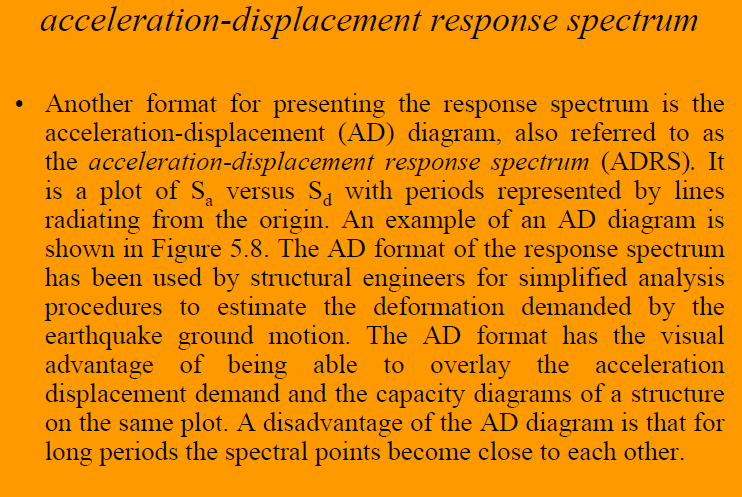 acceleration-displacement response spectrum
• Another format for presenting the response spectrum is the
acceleration-displacement (AD) diagram, also referred to as
the acceleration-displacement response spectrum (ADRS). It
is a plot of Sa versus Sd with periods represented by lines
radiating from the origin. An example of an AD diagram is
shown in Figure 5.8. The AD format of the response spectrum
has been used by structural engineers for simplified analysis
procedures to estimate the deformation demanded by the
earthquake ground motion. The AD format has the visual
advantage of being able to overlay the acceleration
displacement demand and the capacity diagrams of a structure
on the same plot. A disadvantage of the AD diagram is that for
long periods the spectral points become close to each other.